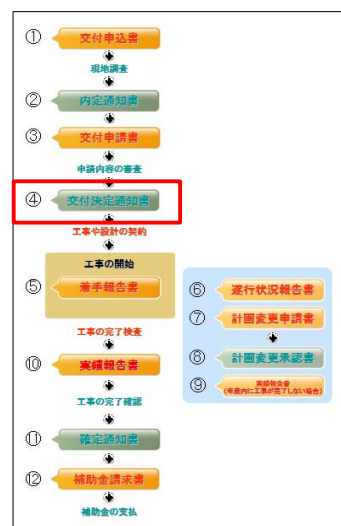 ① 交付申込書
現地調査
② 内定通知書
③ 交付申請書
申請内容の審査
④ 交付決定通知書
工事や設計の契約
工事の開始
⑤ 着手報告書
工事の完了検査
⑩ 実績報告書
工事の完了確認
⑪ 確定通知書
⑫ 補助金請求書
補助金の支払
⑥ 遂行状況報告書
⑦ 計画変更申請書
⑧ 計画変更承認書
⑨ 実績報告書
(年度内に工事が完了しない場合)